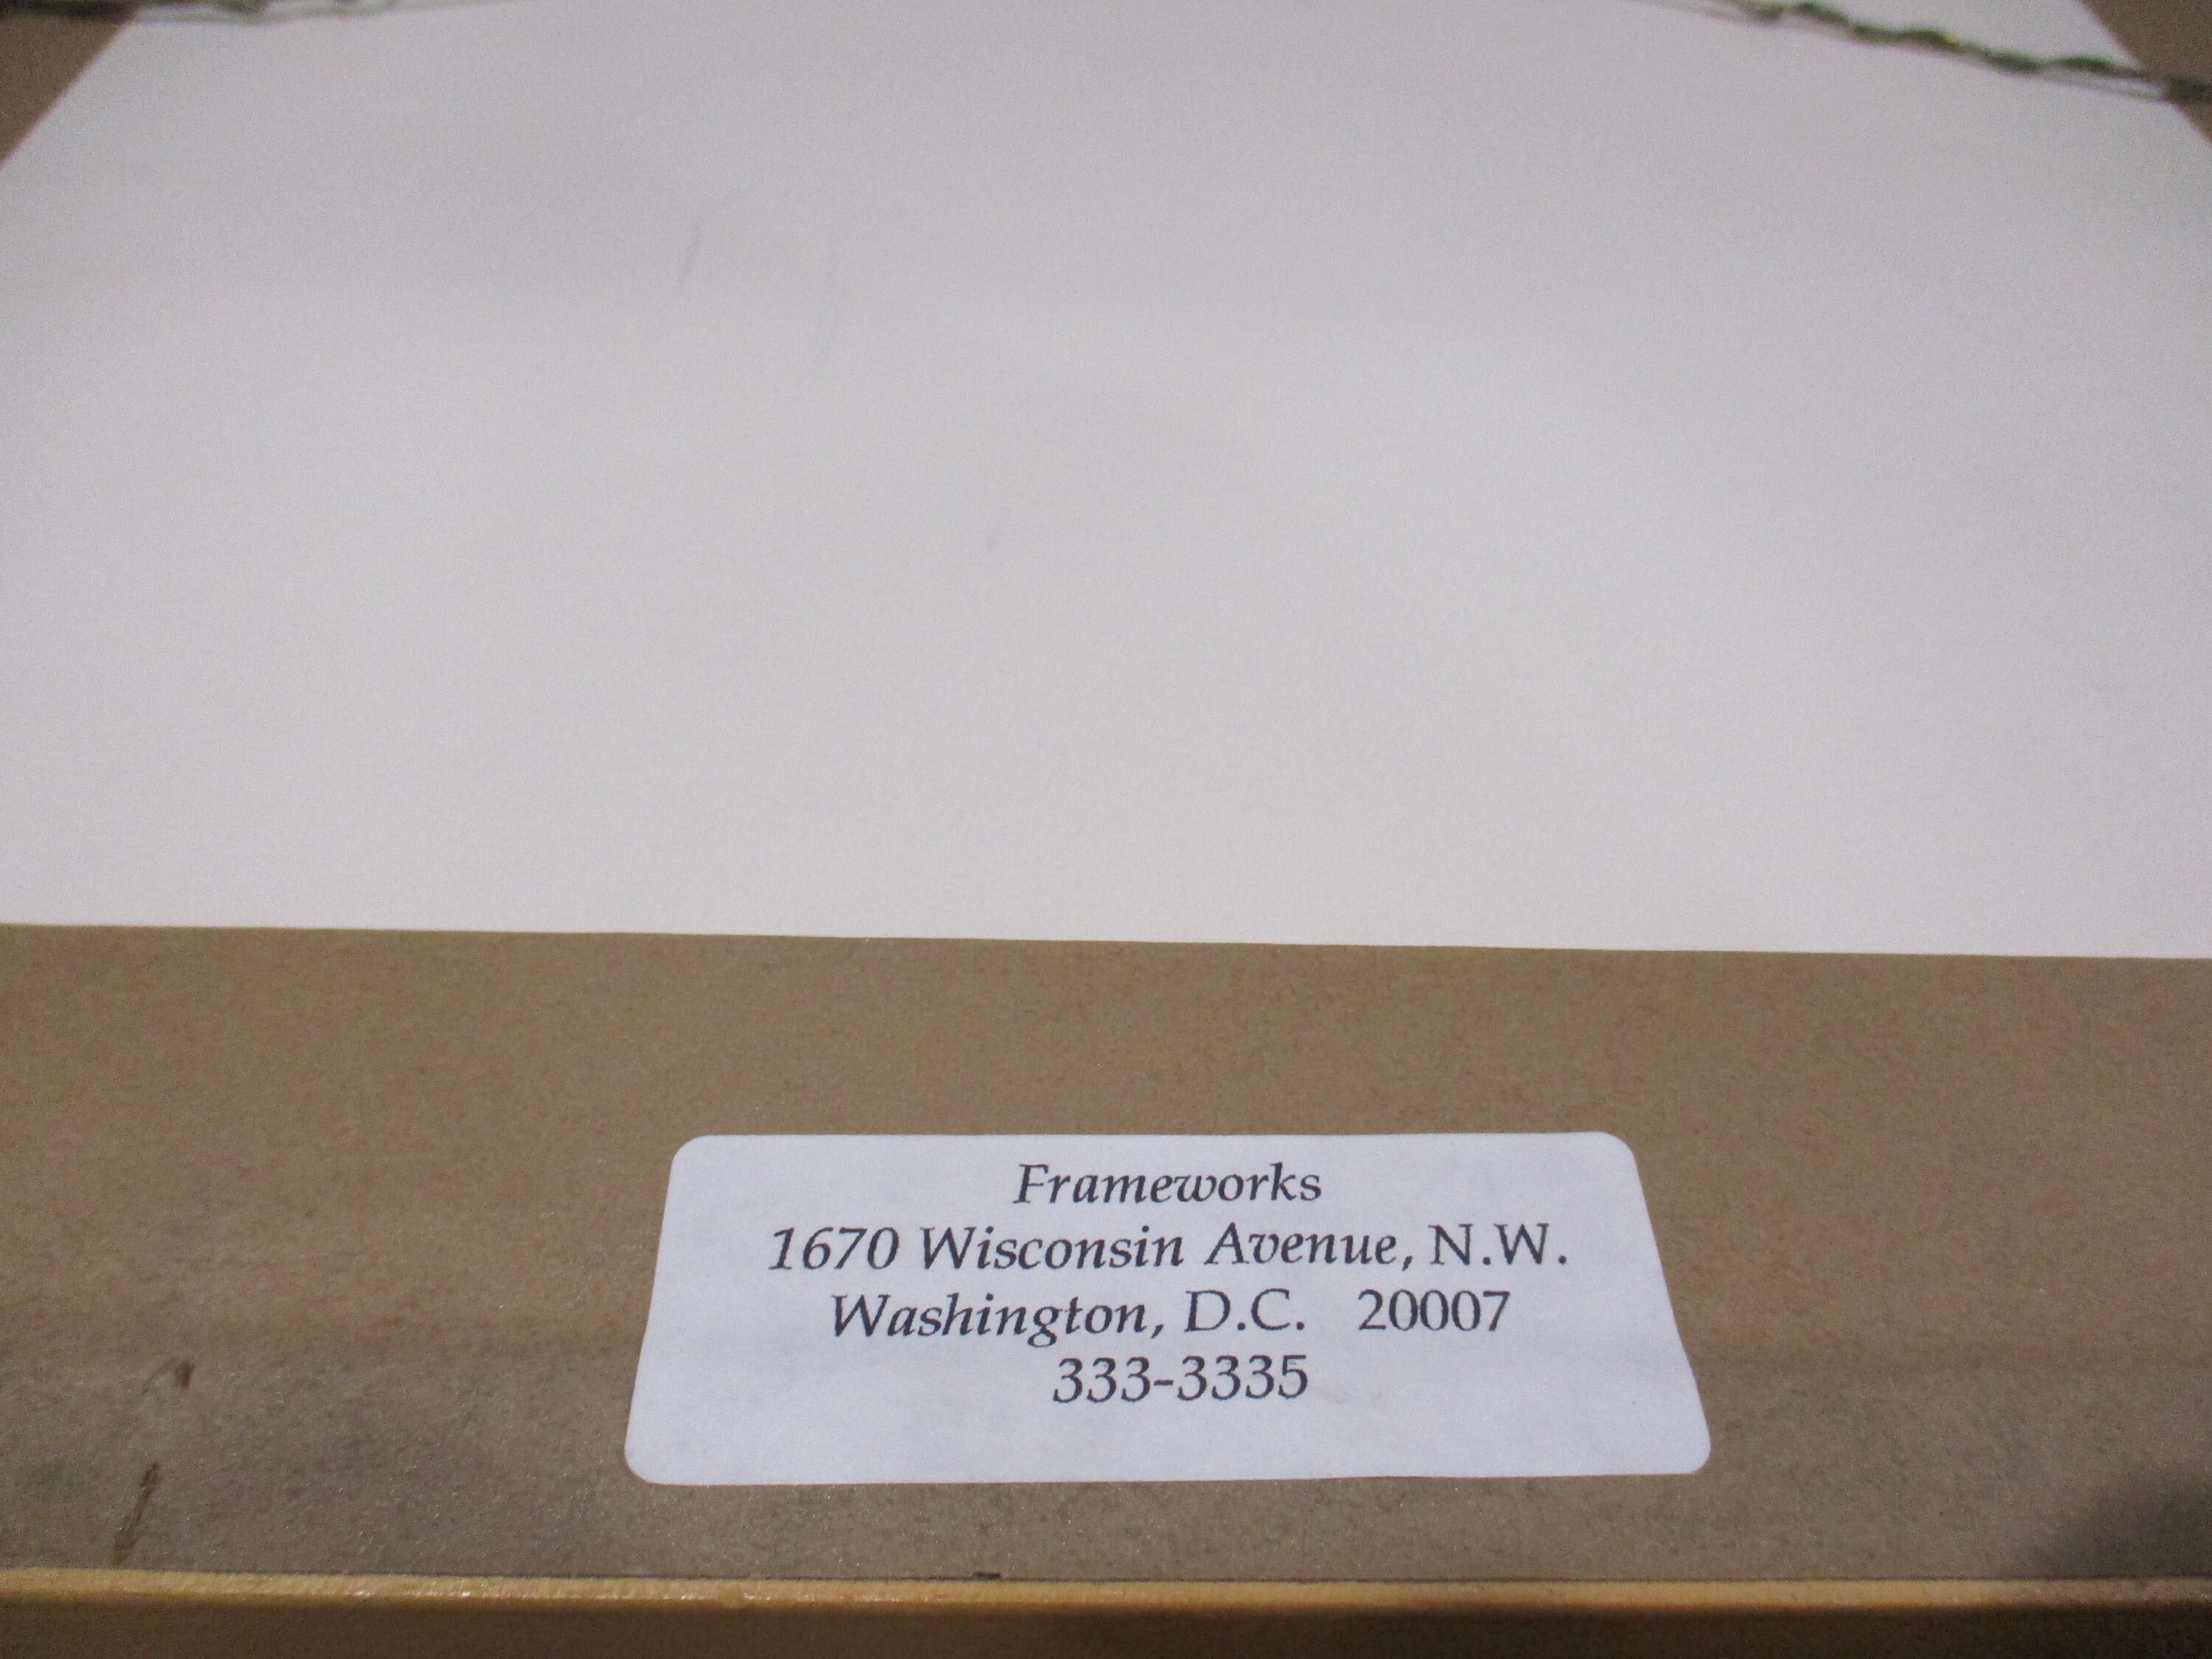 Frameworks
1670 Wisconsin Avenue, N.W.
Washington, D.C. 20007
333-3335